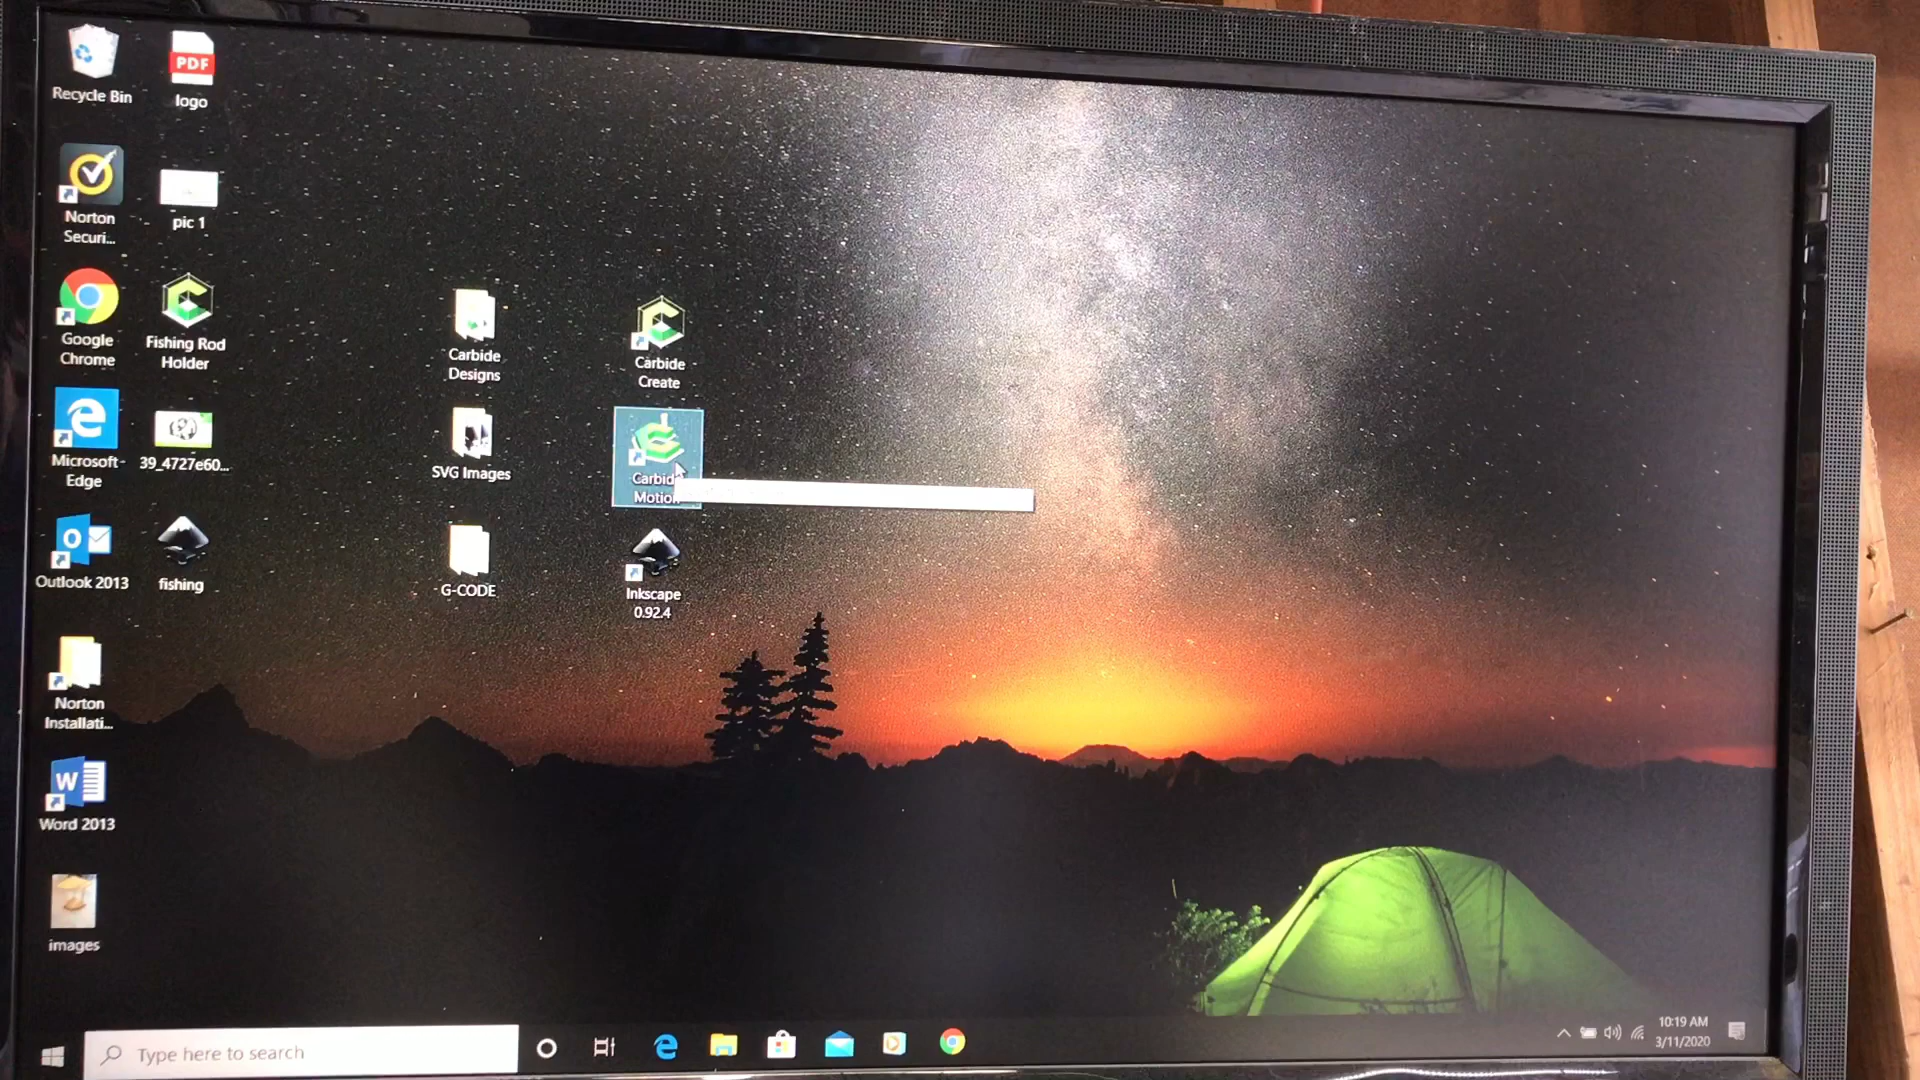 Recycle Bin
PDF
logo
Norton
Securi...
pic 1
Google
Chrome
Fishing Rod
Holder
Carbide
Designs
Carbide
Create
Microsoft
Edge
39_4727e60...
SVG Images
Carbide
Motion
Outlook 2013
fishing
G-CODE
Inkscape
0.92.4
Norton
Installati...
W
Word 2013
images
Type here to search
10:19 AM
3/11/2020